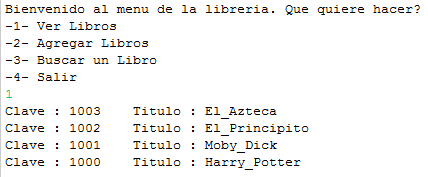 Bienvenido al menu de la libreria. Que quiere hacer?
-1- Ver Libros
-2- Agregar Libros
-3- Buscar un Libro
-4- Salir
1
Clave : 1003    Titulo : El_Azteca
Clave : 1002    Titulo : El_Principito
Clave : 1001    Titulo : Moby_Dick
Clave : 1000    Titulo : Harry_Potter